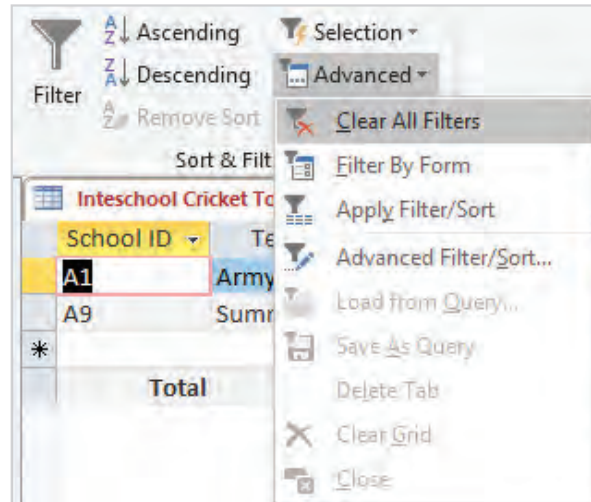 Filter
Ascending
Descending
Remove Sort
Selection
Advanced
Sort & Filt
Clear All Filters
Filter By Form
Apply Filter/Sort
Advanced Filter/Sort...
Load from Query...
Save As Query
Delete Tab
Clear Grid
Close
Inteschool Cricket To
School ID Te
A1 Army
A9 Sumr
Total